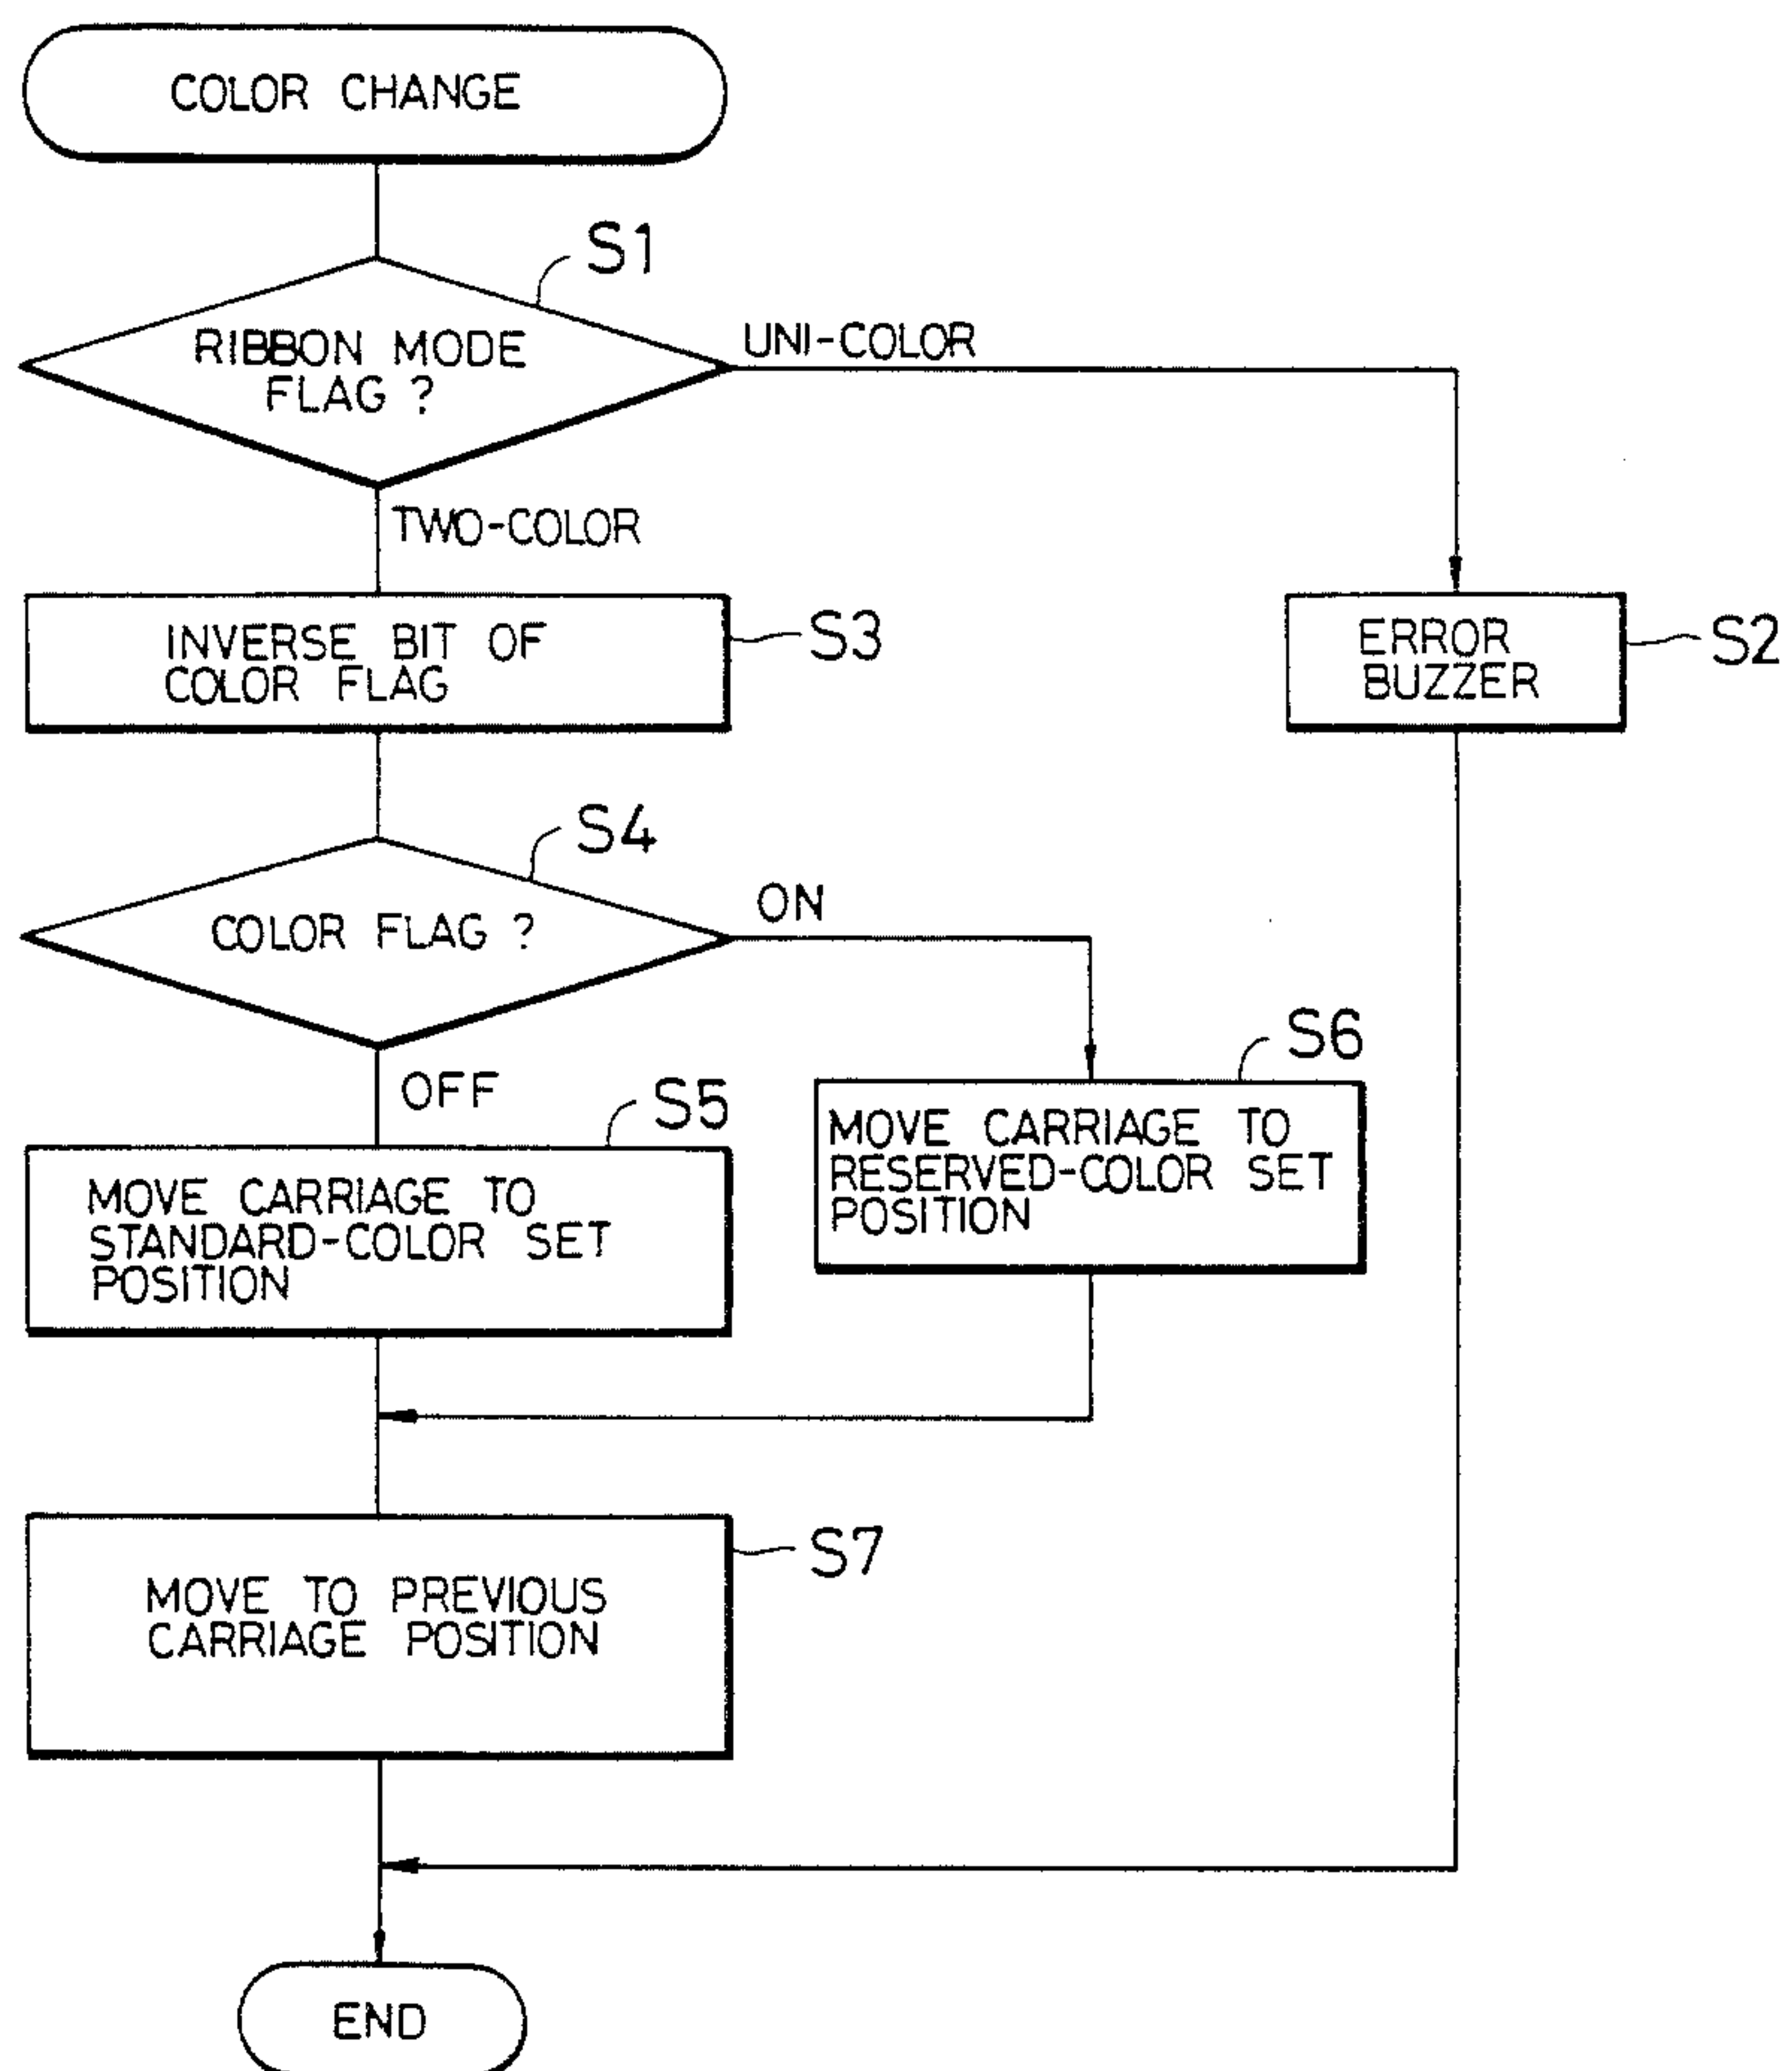 COLOR CHANGE
S1
RIBBON MODE
FLAG ?
UNI-COLOR
TWO-COLOR
INVERSE BIT OF
COLOR FLAG
S3
ERROR
BUZZER
S2
S4
COLOR FLAG ?
ON
OFF
S5
S6
MOVE CARRIAGE TO
STANDARD-COLOR SET
POSITION
MOVE CARRIAGE TO
RESERVED-COLOR SET
POSITION
S7
MOVE TO PREVIOUS
CARRIAGE POSITION
END